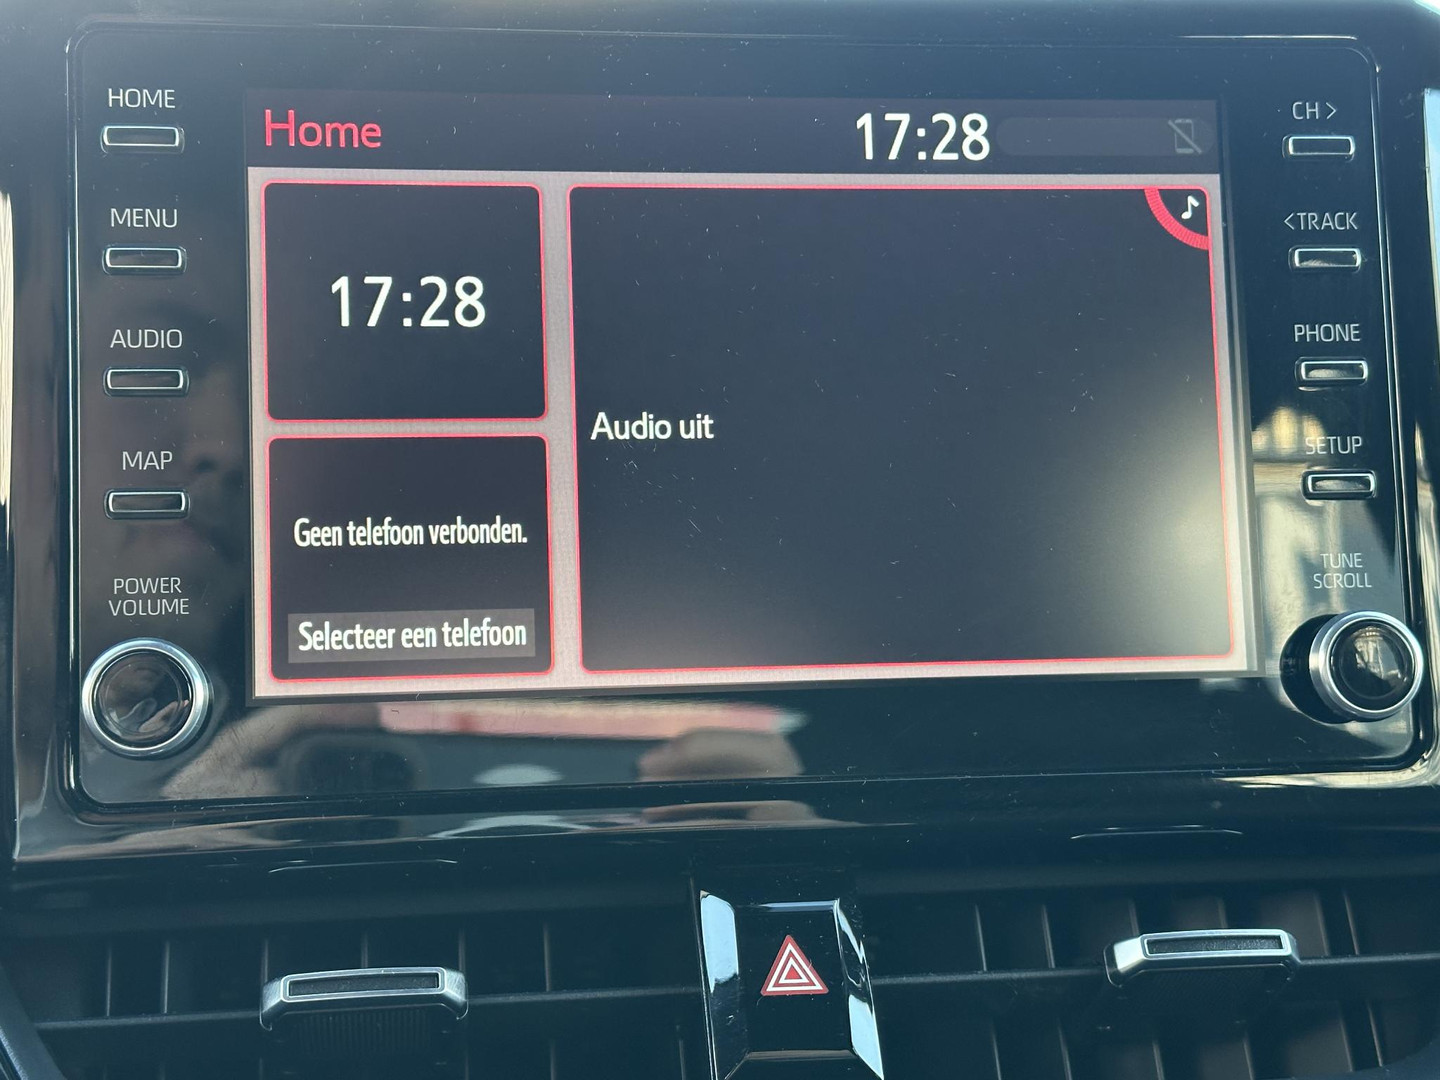 HOME
MENU
AUDIO
MAP
POWER
VOLUME
Home
17:28
17:28
Audio uit
Geen telefoon verbonden.
Selecteer een telefoon
CH >
<TRACK
PHONE
SETUP
TUNE
SCROLL